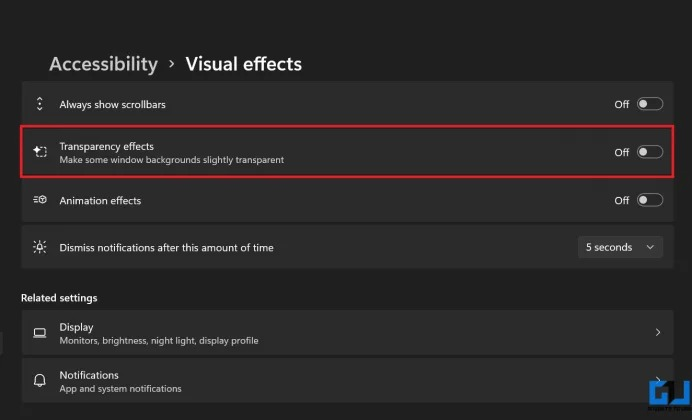 Accessibility > Visual effects
Always show scrollbars Off
Transparency effects
Make some window backgrounds slightly transparent Off
Animation effects Off
Dismiss notifications after this amount of time 5 seconds
Related settings
Display
Monitors, brightness, night light, display profile
Notifications
App and system notifications